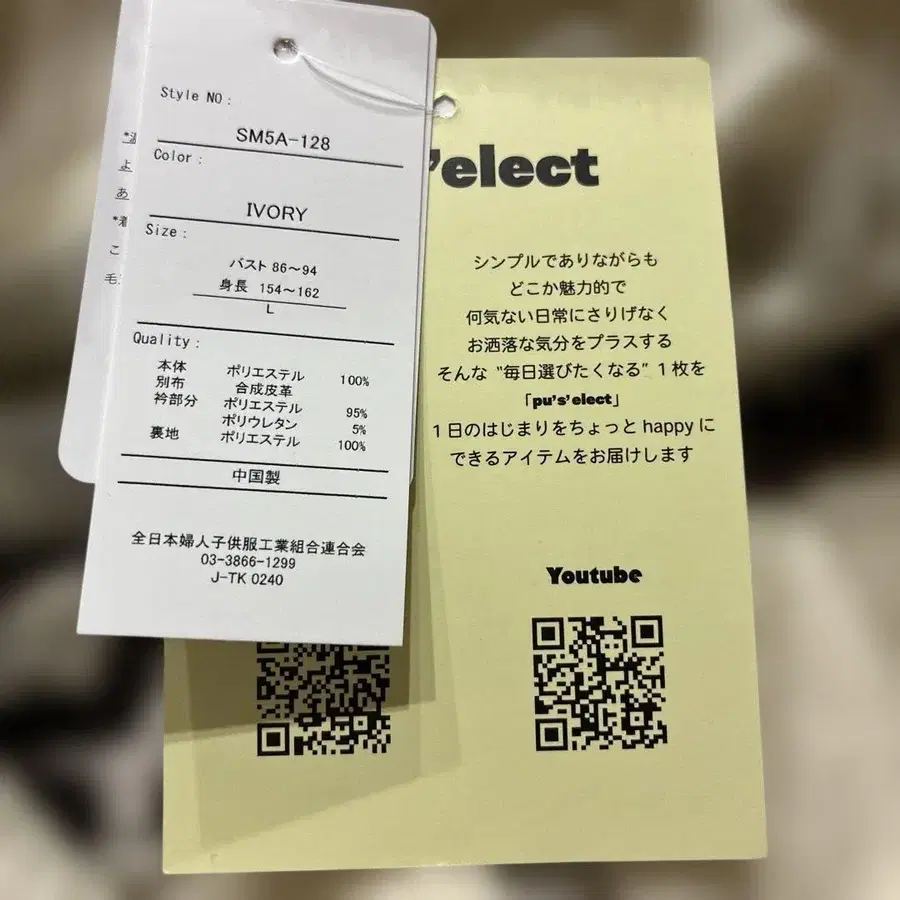 Style NO :
SM5A-128
Color :
IVORY
Size :
バスト 86～94
身長 154～162
L
Quality :
本体 ポリエステル 100%
別布 合成皮革
衿部分 ポリエステル 95%
ポリウレタン 5%
裏地 ポリエステル 100%
中国製
全日本婦人子供服工業組合連合会
03-3866-1299
J-TK 0240
よ
あ
こ
毛
's'elect
シンプルでありながらも
どこか魅力的で
何気ない日常にさりげなく
お洒落な気分をプラスする
そんな "毎日選びたくなる" 1枚を
「pu's'elect」
1日のはじまりをちょっと happy に
できるアイテムをお届けします
Youtube